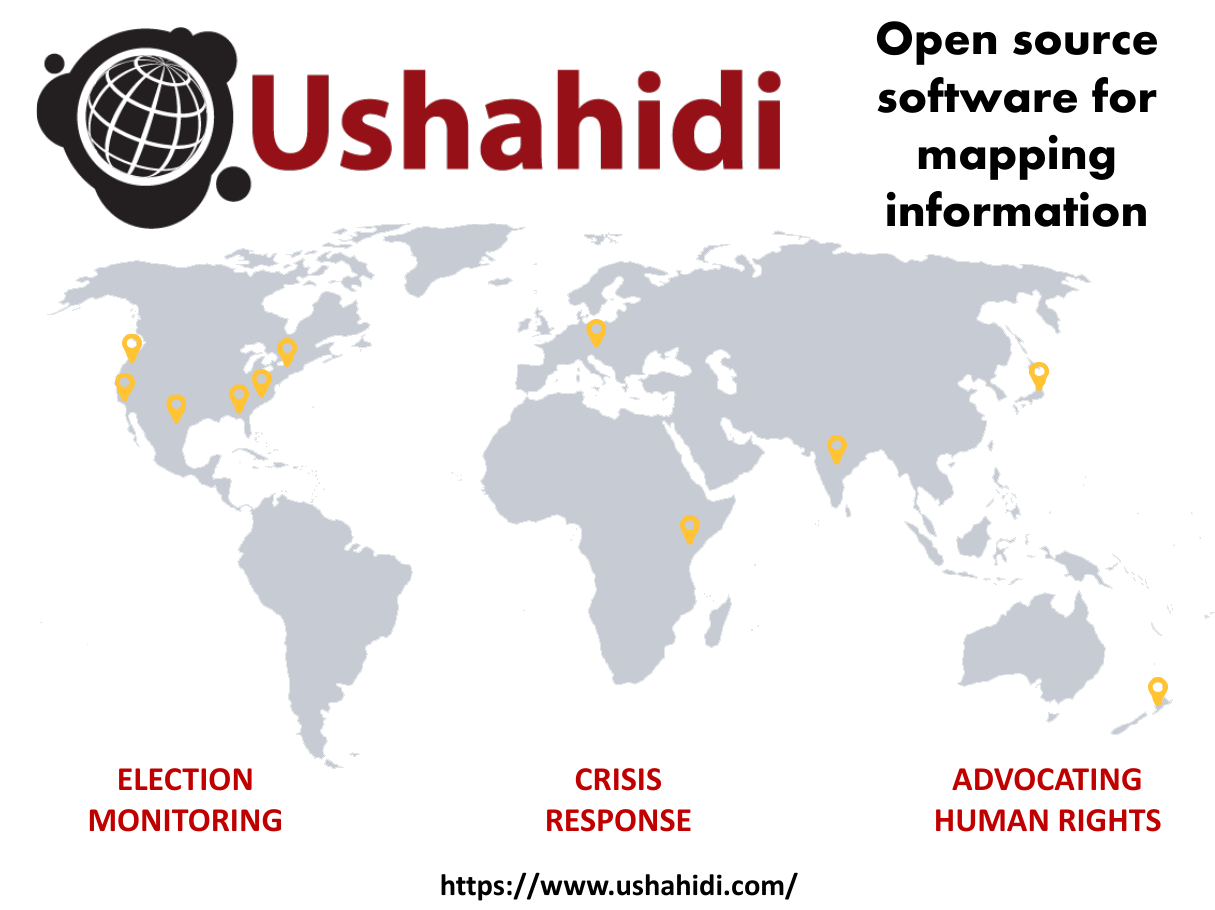 Ushahidi
Open source
software for
mapping
information
ELECTION
MONITORING
CRISIS
RESPONSE
ADVOCATING
HUMAN RIGHTS
https://www.ushahidi.com/